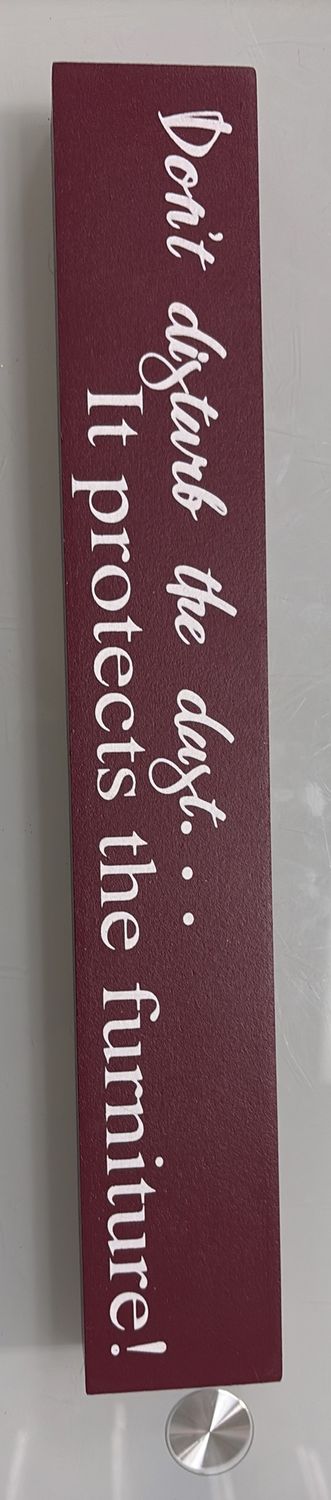 Don't disturb the dust. . .
It protects the furniture!